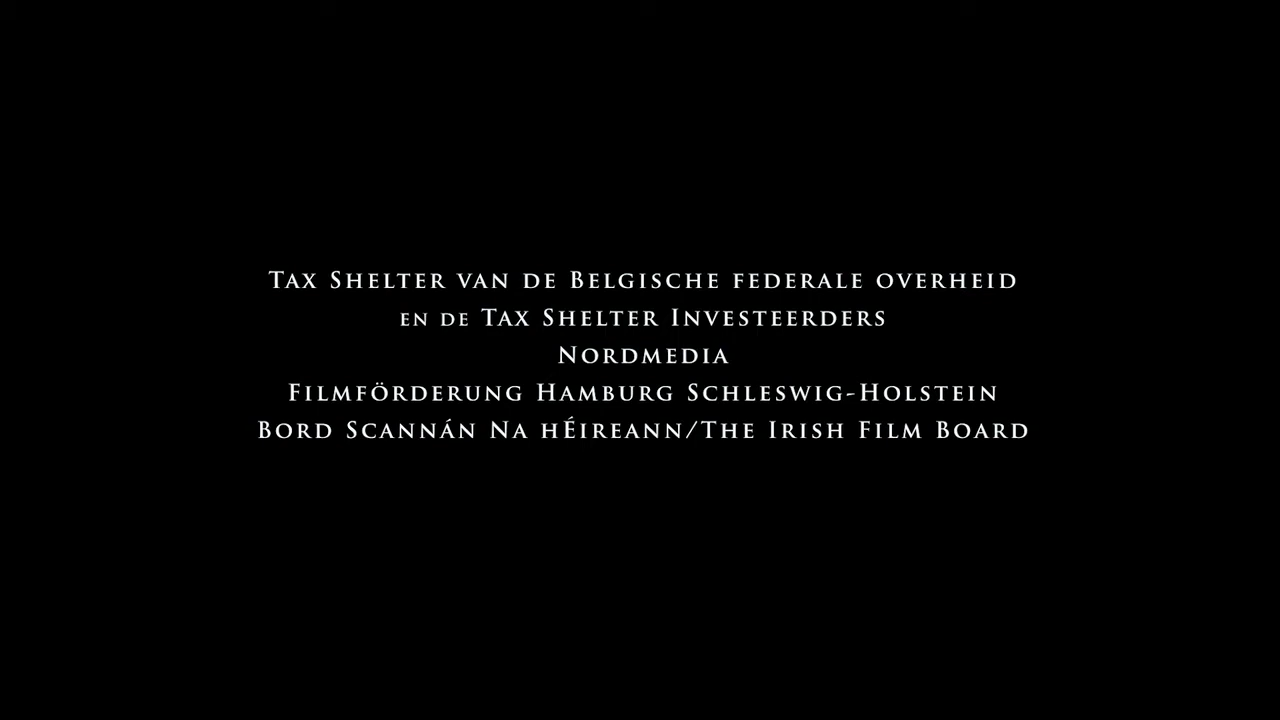 Tax Shelter van de Belgische federale overheid
en de Tax Shelter Investeerders
Nordmedia
Filmförderung Hamburg Schleswig-Holstein
Bord Scannán Na hÉireann/The Irish Film Board